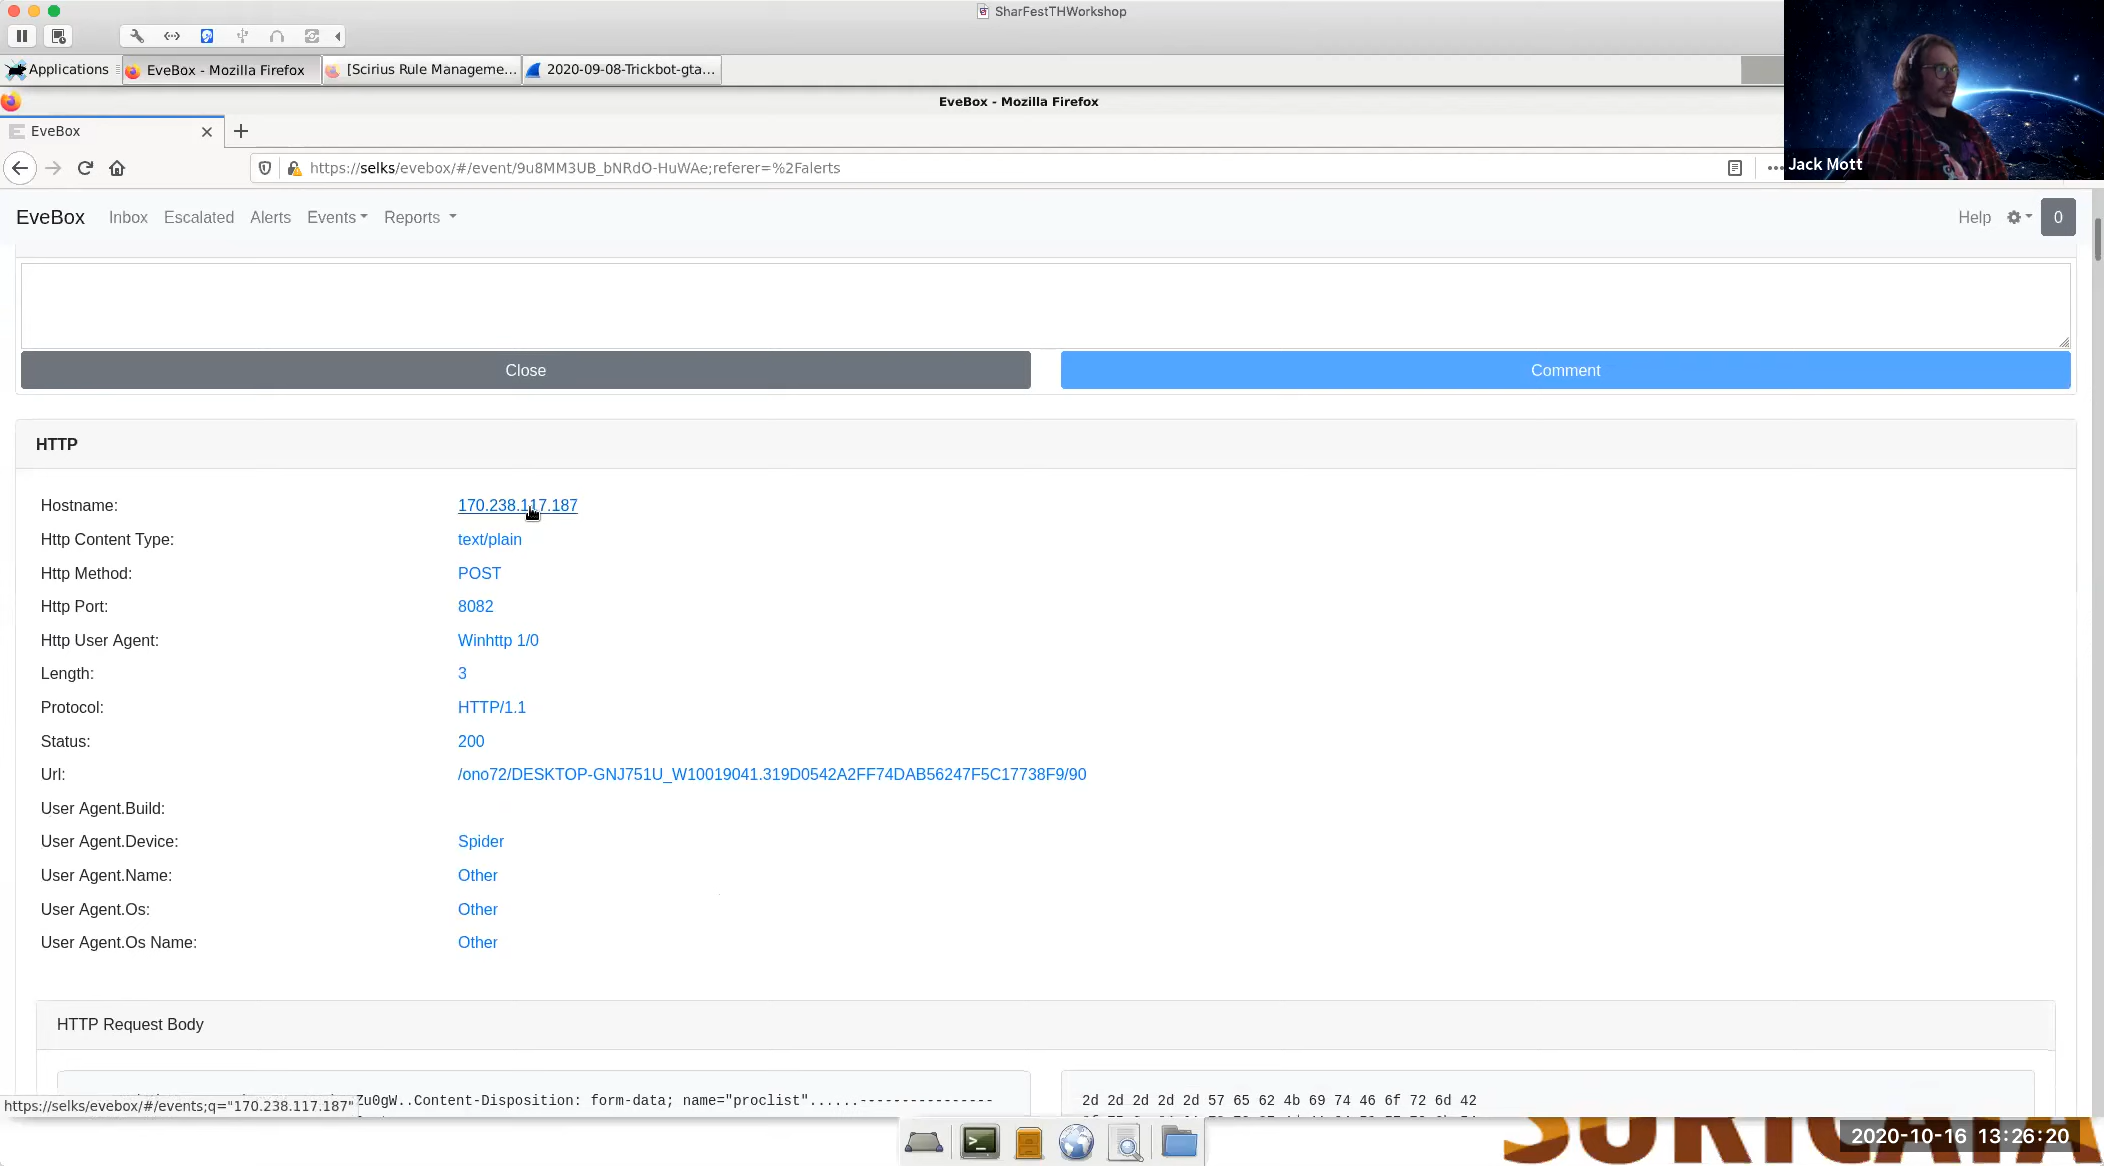 SharFestTHWorkshop
Applications
EveBox - Mozilla Firefox
[Scirius Rule Manageme...
2020-09-08-Trickbot-gta...
EveBox - Mozilla Firefox
EveBox
https://selks/evebox/#/event/9u8MM3UB_bNRdO-HuWAe;referer=%2Falerts
Jack Mott
EveBox Inbox Escalated Alerts Events Reports Help 0
Close Comment
HTTP
Hostname: 170.238.117.187
Http Content Type: text/plain
Http Method: POST
Http Port: 8082
Http User Agent: Winhttp 1/0
Length: 3
Protocol: HTTP/1.1
Status: 200
Url: /ono72/DESKTOP-GNJ751U_W10019041.319D0542A2FF74DAB56247F5C17738F9/90
User Agent.Build:
User Agent.Device: Spider
User Agent.Name: Other
User Agent.Os: Other
User Agent.Os Name: Other
HTTP Request Body
Zu0gW..Content-Disposition: form-data; name="proclist"......----------------
2d 2d 2d 2d 2d 57 65 62 4b 69 74 46 6f 72 6d 42
https://selks/evebox/#/events;q="170.238.117.187"
SURICATA
2020-10-16 13:26:20